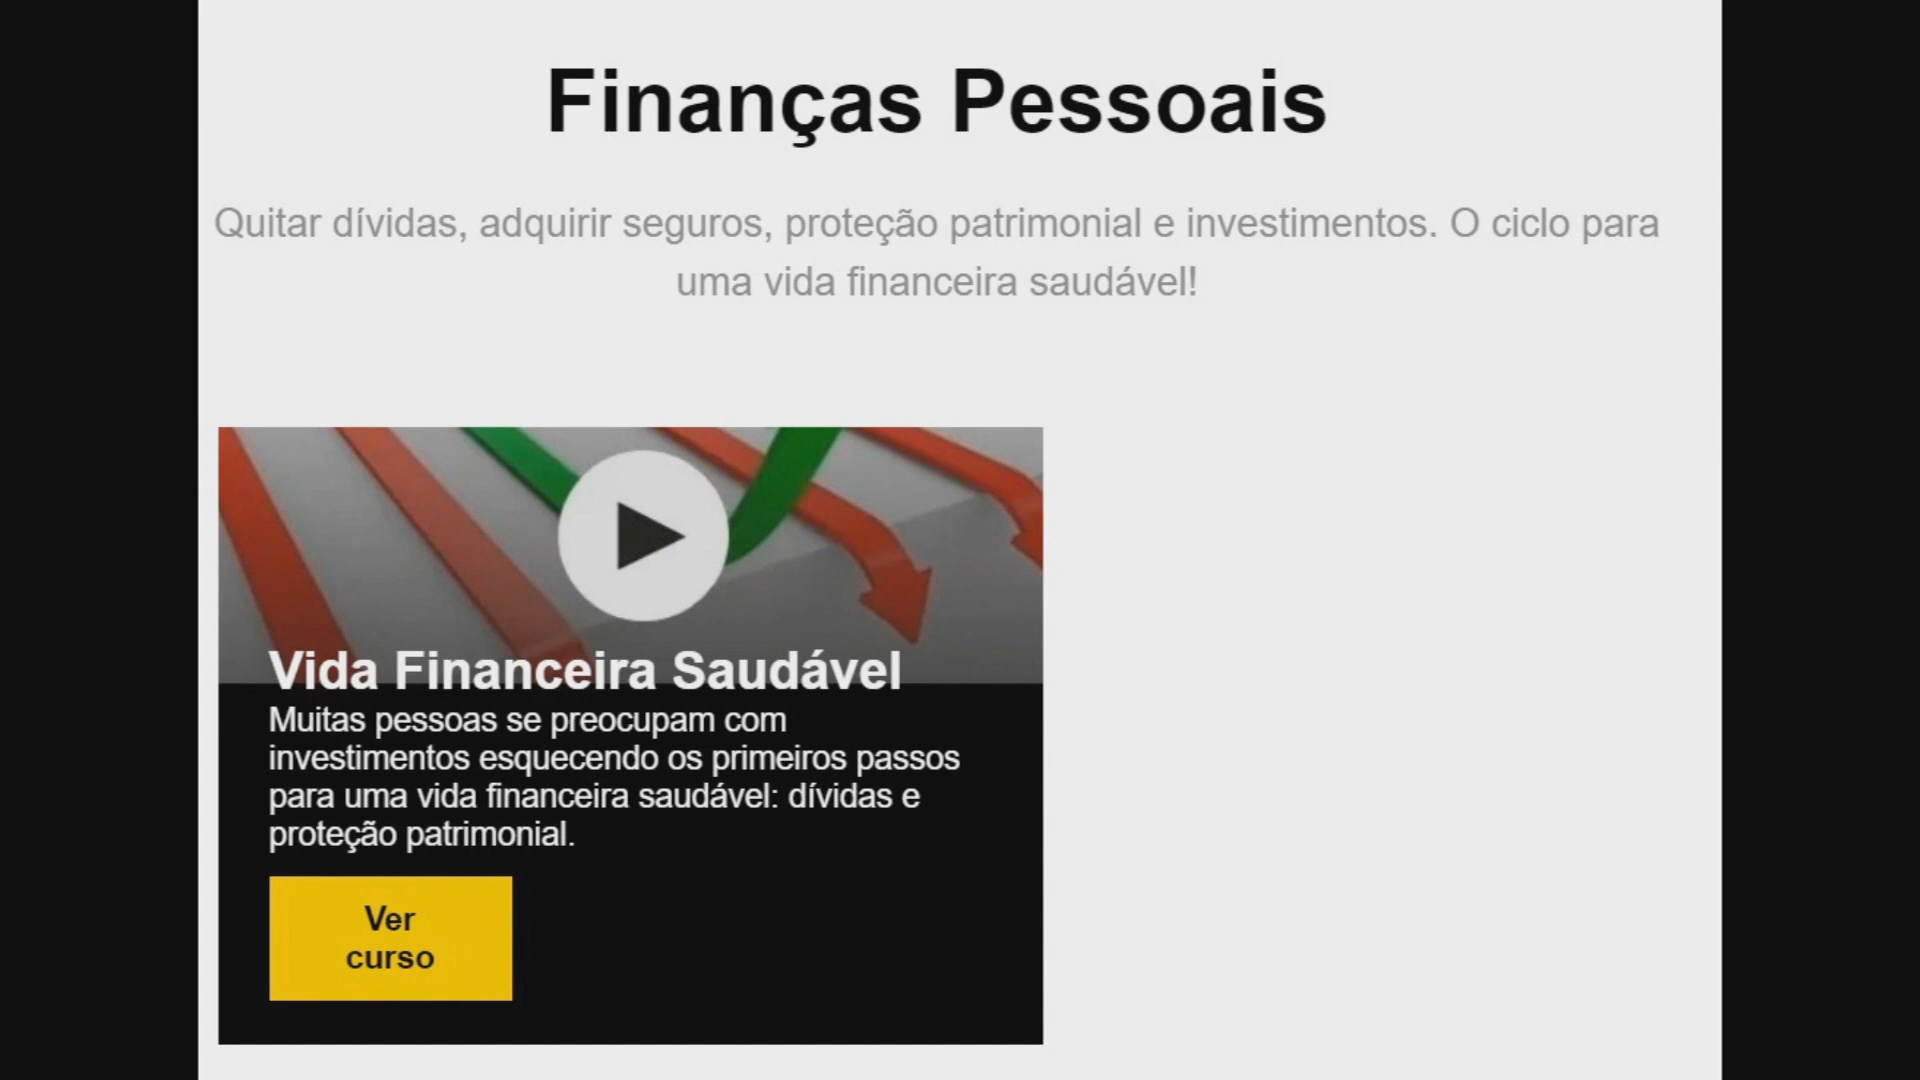 Finanças Pessoais
Quitar dívidas, adquirir seguros, proteção patrimonial e investimentos. O ciclo para
uma vida financeira saudável!
Vida Financeira Saudável
Muitas pessoas se preocupam com
investimentos esquecendo os primeiros passos
para uma vida financeira saudável: dívidas e
proteção patrimonial.
Ver
curso